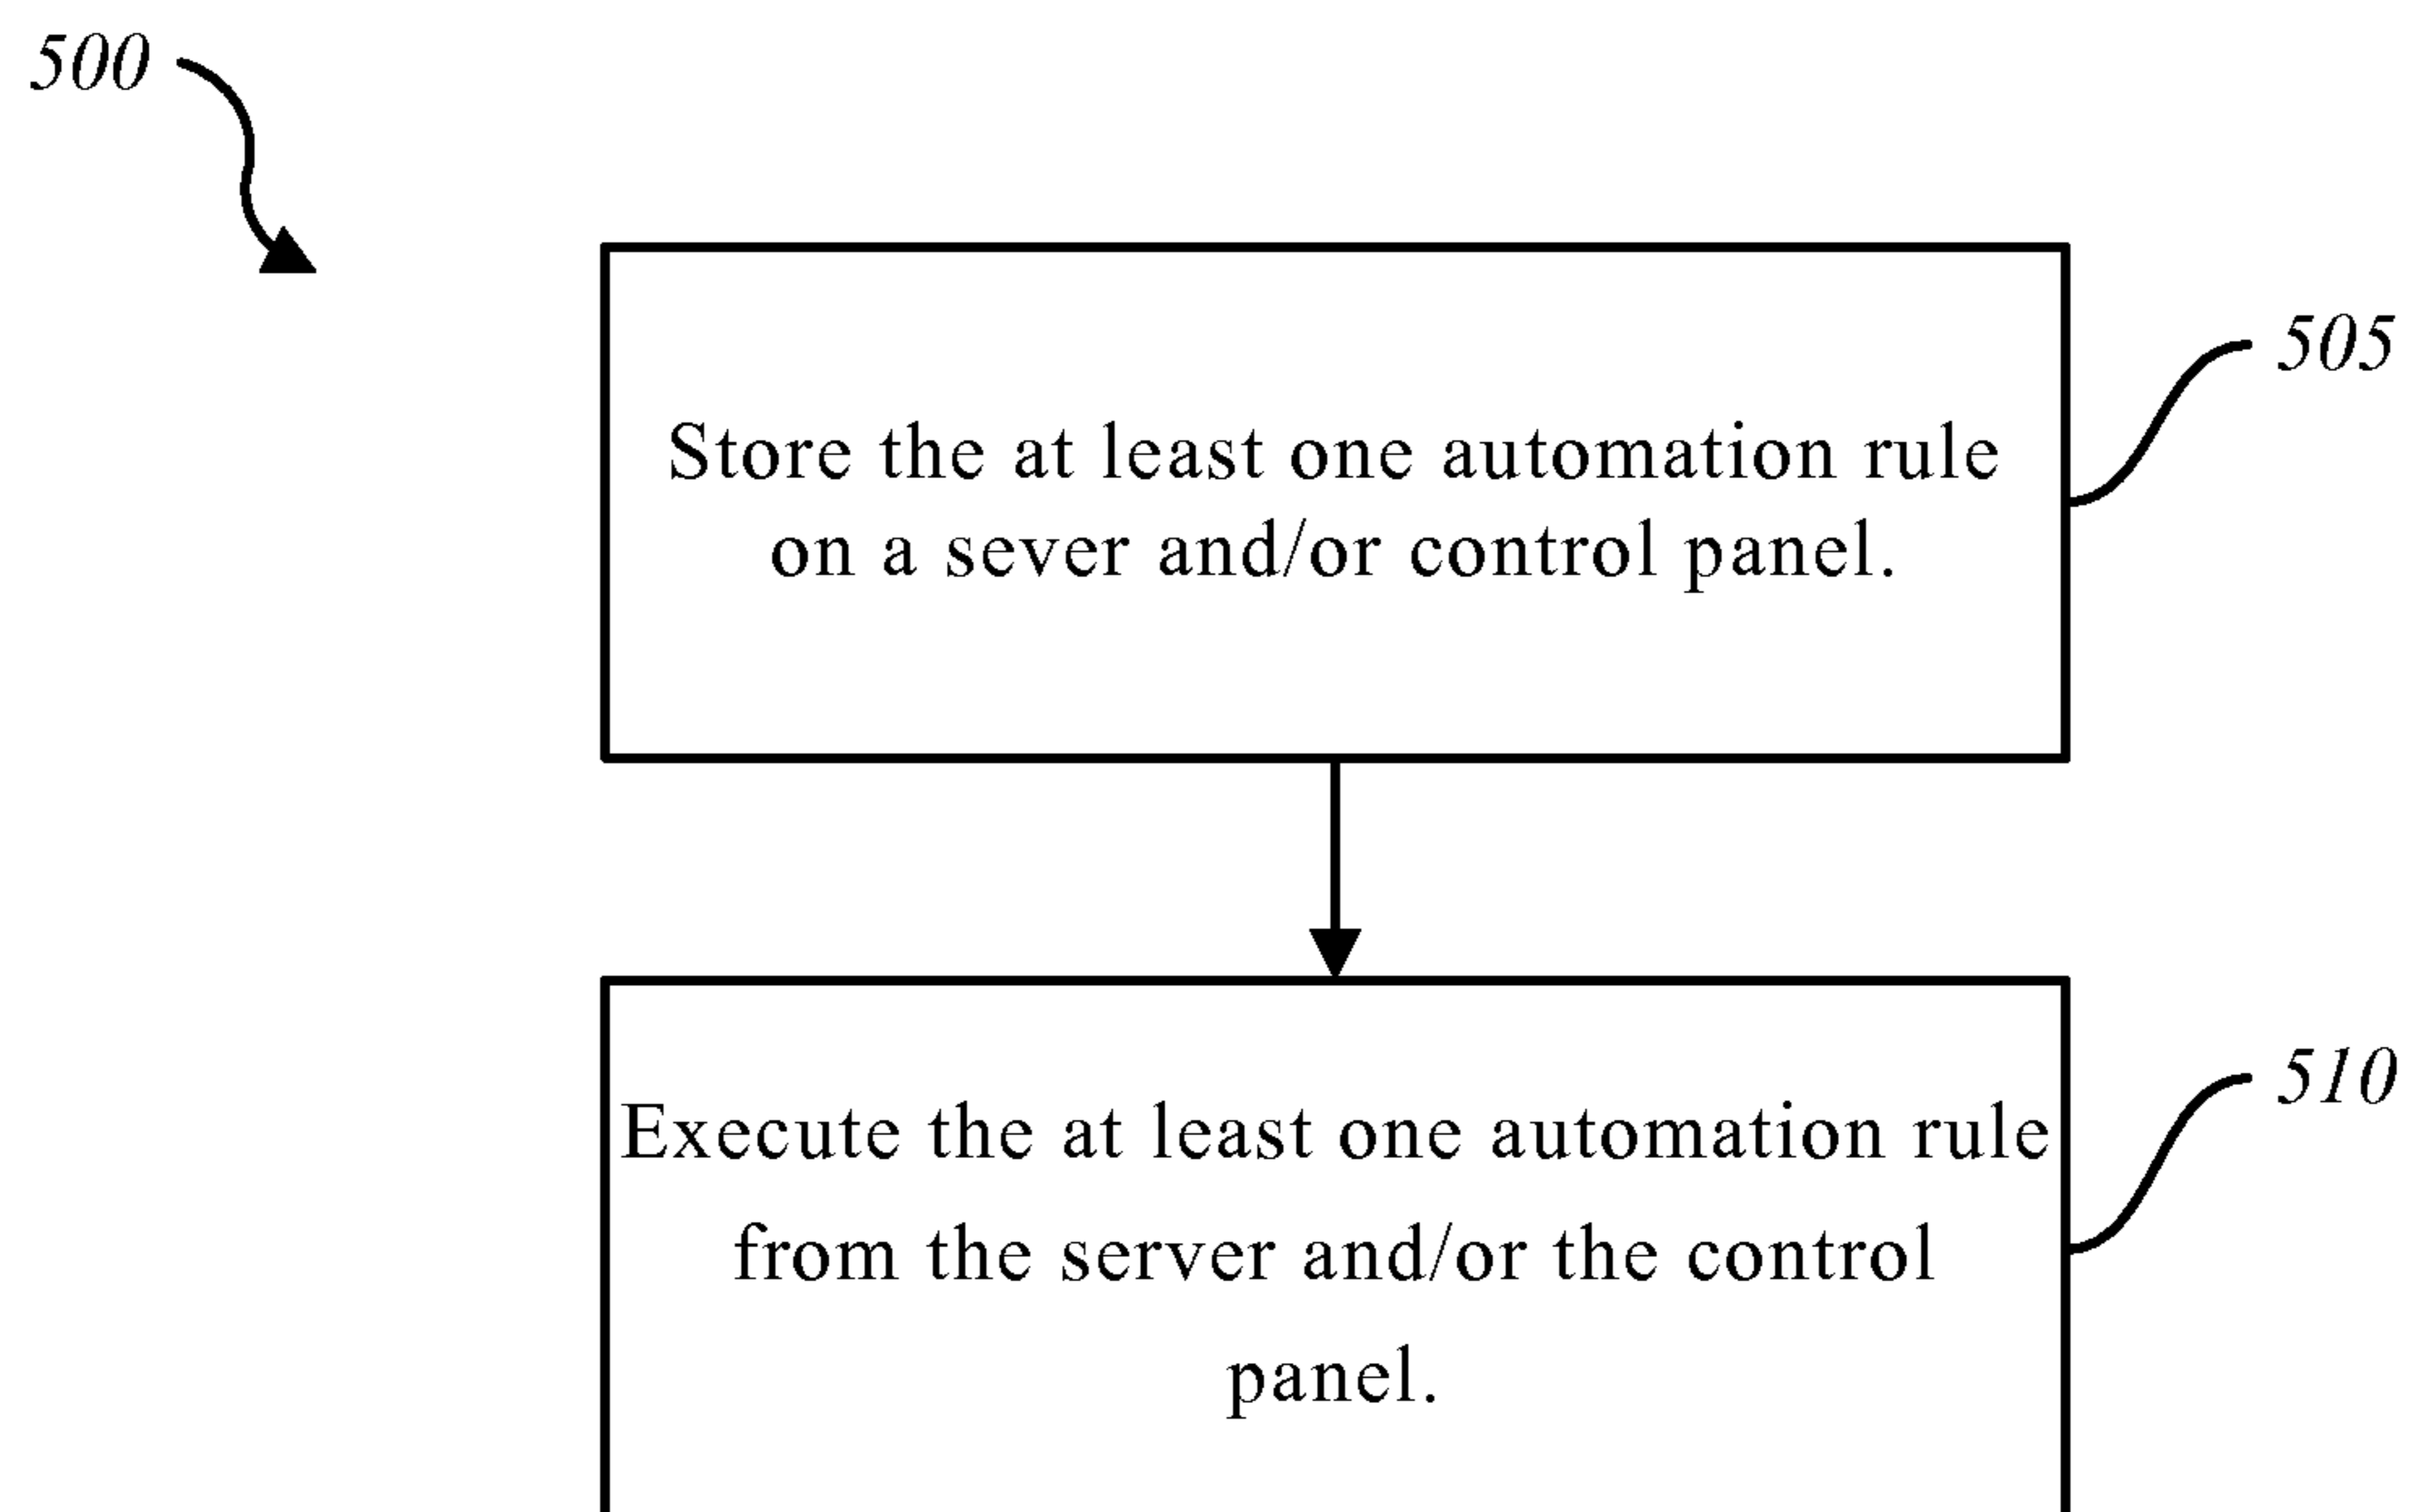 500
505
Store the at least one automation rule
on a sever and/or control panel.
510
Execute the at least one automation rule
from the server and/or the control
panel.